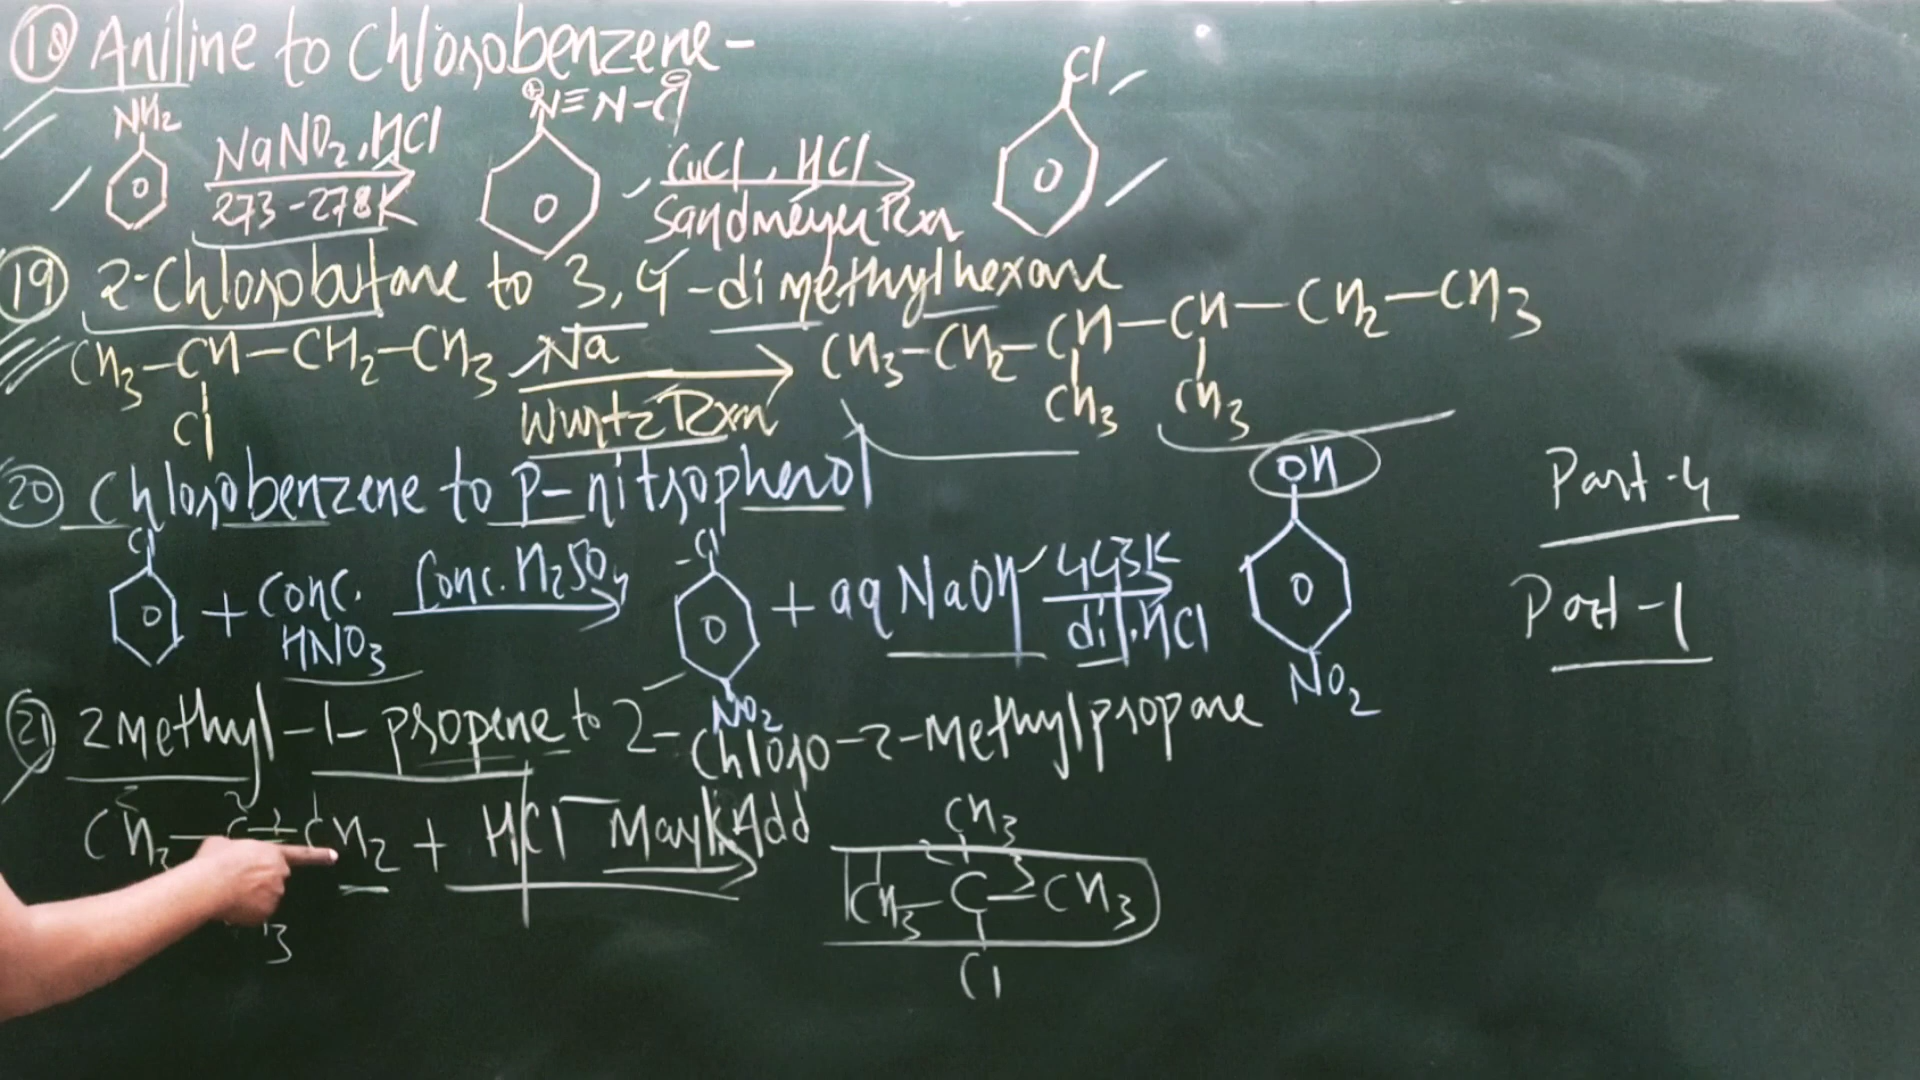 18 Aniline to Chlorobenzene-
NH2 NaNO2, HCl 273-278K ⊕N≡N-Cl⊖ CuCl, HCl Sandmeyer Rxn Cl
19 2-Chlorobutane to 3,4-dimethylhexane
CH3-CH-CH2-CH3 Na CH3-CH2-CH-CH-CH2-CH3
Cl Wurtz Rxn CH3 CH3
20 Chlorobenzene to P-nitrophenol
Cl + Conc. HNO3 Conc. H2SO4 Cl NO2 + aq NaOH 443K dil. HCl OH NO2
Part-4
Part-1
21 2Methyl-1-propene to 2-Chloro-2-Methylpropane
CH3-C=CH2 + HCl Mark Add
3
CH3
CH3-C-CH3
Cl